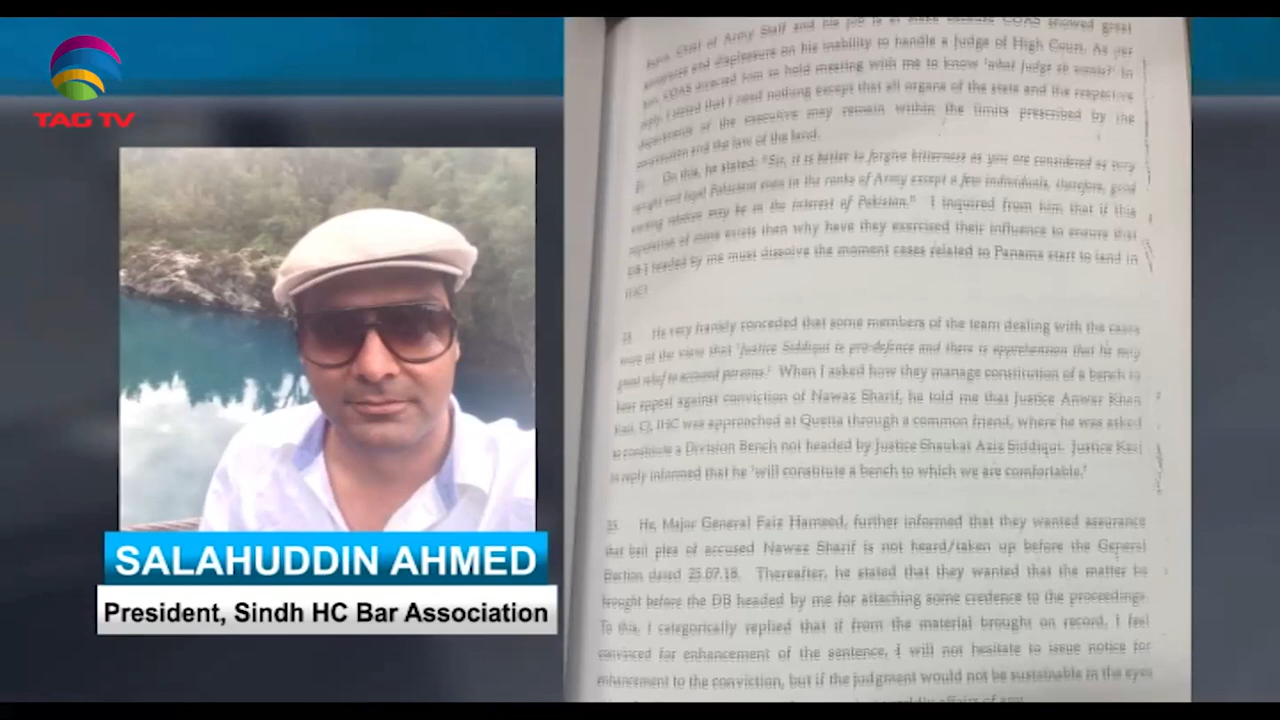 TAG TV
SALAHUDDIN AHMED
President, Sindh HC Bar Association
Army Staff and his job is at stake because COAS showed great
and displeasure on his inability to handle a Judge of High Court. As per
him, COAS directed him to hold meeting with me to know 'what Judge so wants?' In
reply, I stated that I need nothing except that all organs of the state and the respective
departments of the executive may remain within the limits prescribed by the
constitution and the law of the land.
On this, he stated: "Sir, it is better to forgive bitterness as you are considered as very
upright and loyal Pakistani even in the ranks of Army except a few individuals, therefore, good
working relation may be in the interest of Pakistan." I inquired from him that if this
reputation of mine exists then why have they exercised their influence to ensure that
DB I headed by me must dissolve the moment cases related to Panama start to land in
IHC?
He very frankly conceded that some members of the team dealing with the cases
were of the view that 'Justice Siddiqui is pro-defence and there is apprehension that he may
grant relief to accused persons.' When I asked how they manage constitution of a bench to
hear appeal against conviction of Nawaz Sharif, he told me that Justice Anwar Khan
Kasi, CJ, IHC was approached at Quetta through a common friend, where he was asked
to constitute a Division Bench not headed by Justice Shaukat Aziz Siddiqui. Justice Kasi
in reply informed that he 'will constitute a bench to which we are comfortable.'
25. He, Major General Faiz Hameed, further informed that they wanted assurance
that bail plea of accused Nawaz Sharif is not heard/taken up before the General
Election dated 25.07.18. Thereafter, he stated that they wanted that the matter be
brought before the DB headed by me for attaching some credence to the proceedings.
To this, I categorically replied that if from the material brought on record, I feel
convinced for enhancement of the sentence, I will not hesitate to issue notice for
enhancement to the conviction, but if the judgment would not be sustainable in the eyes